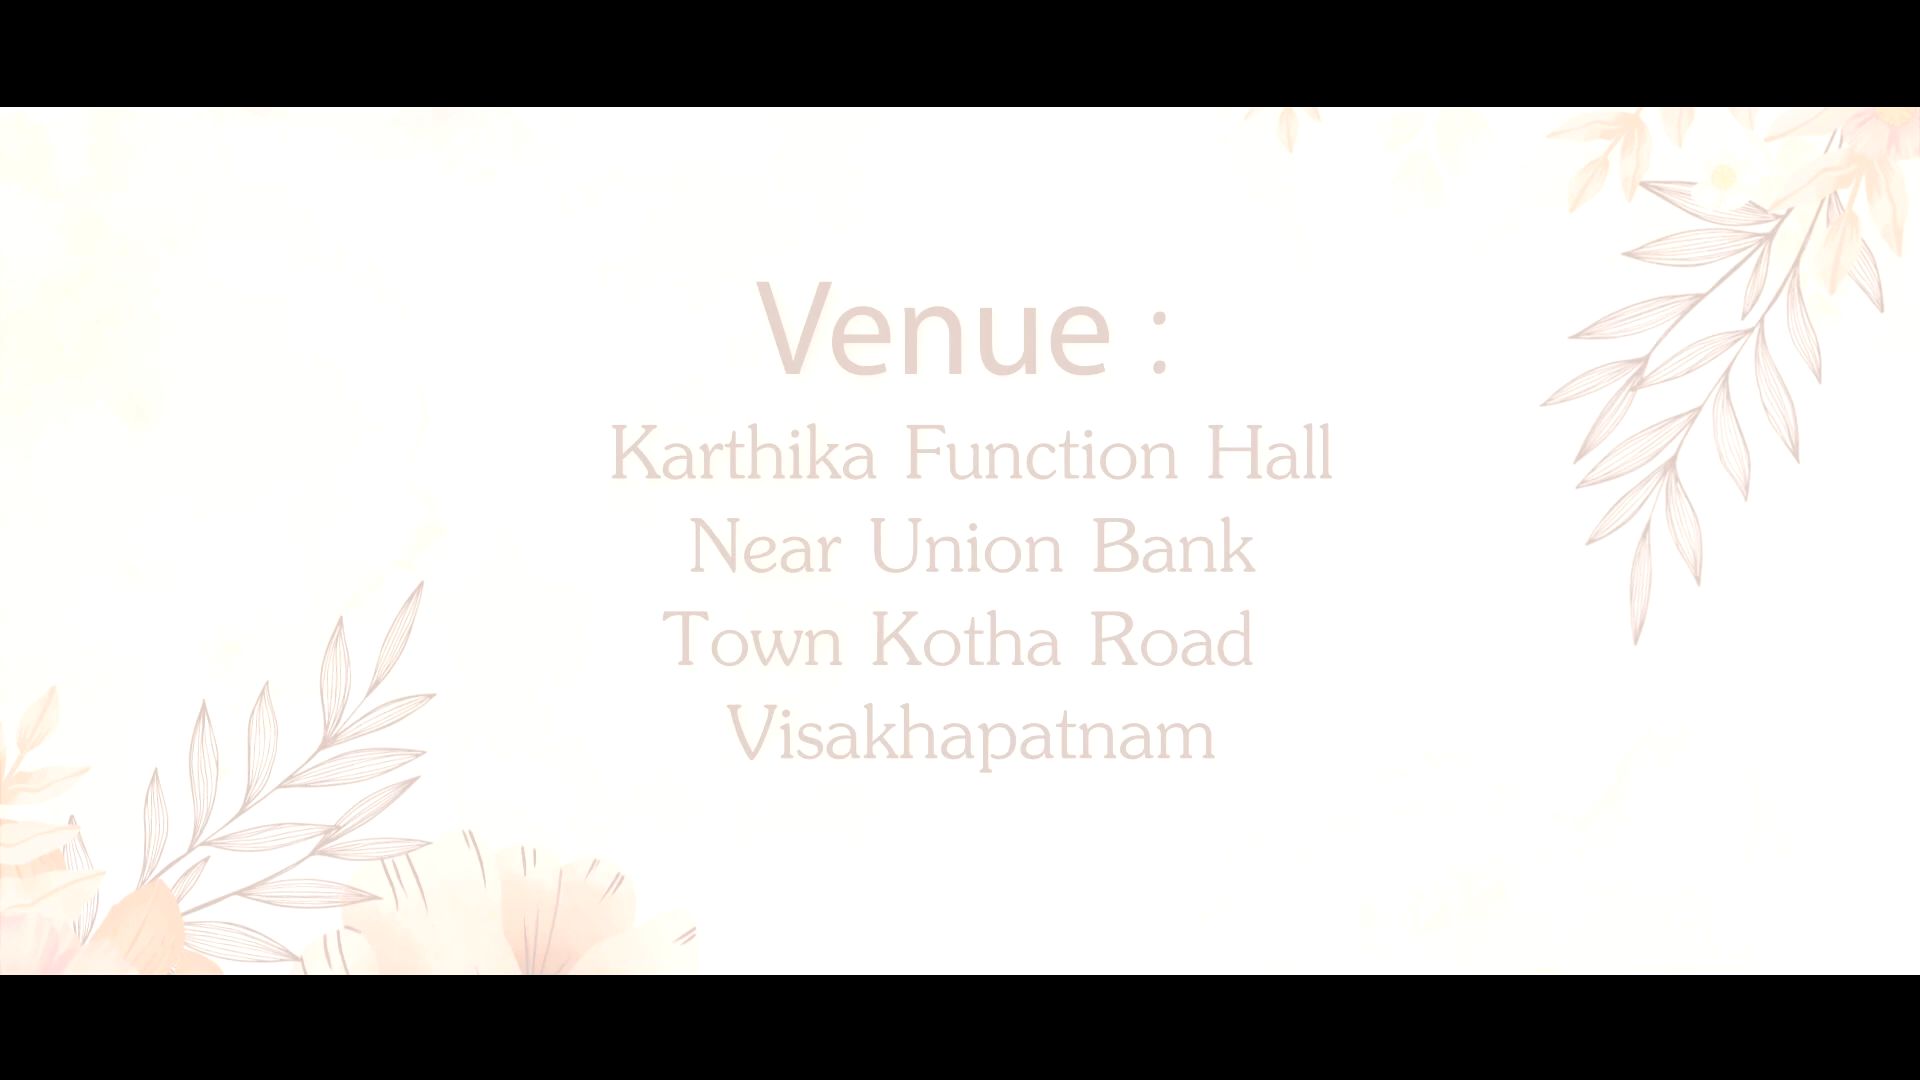 Venue :
Karthika Function Hall
Near Union Bank
Town Kotha Road
Visakhapatnam